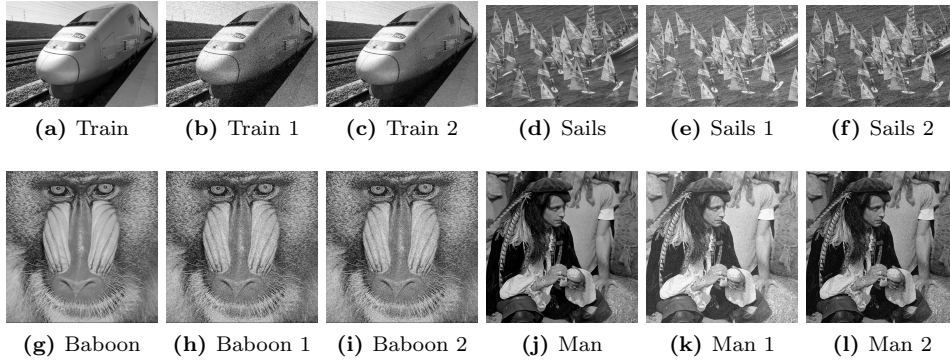 (a) Train (b) Train 1 (c) Train 2 (d) Sails (e) Sails 1 (f) Sails 2
(g) Baboon (h) Baboon 1 (i) Baboon 2 (j) Man (k) Man 1 (l) Man 2